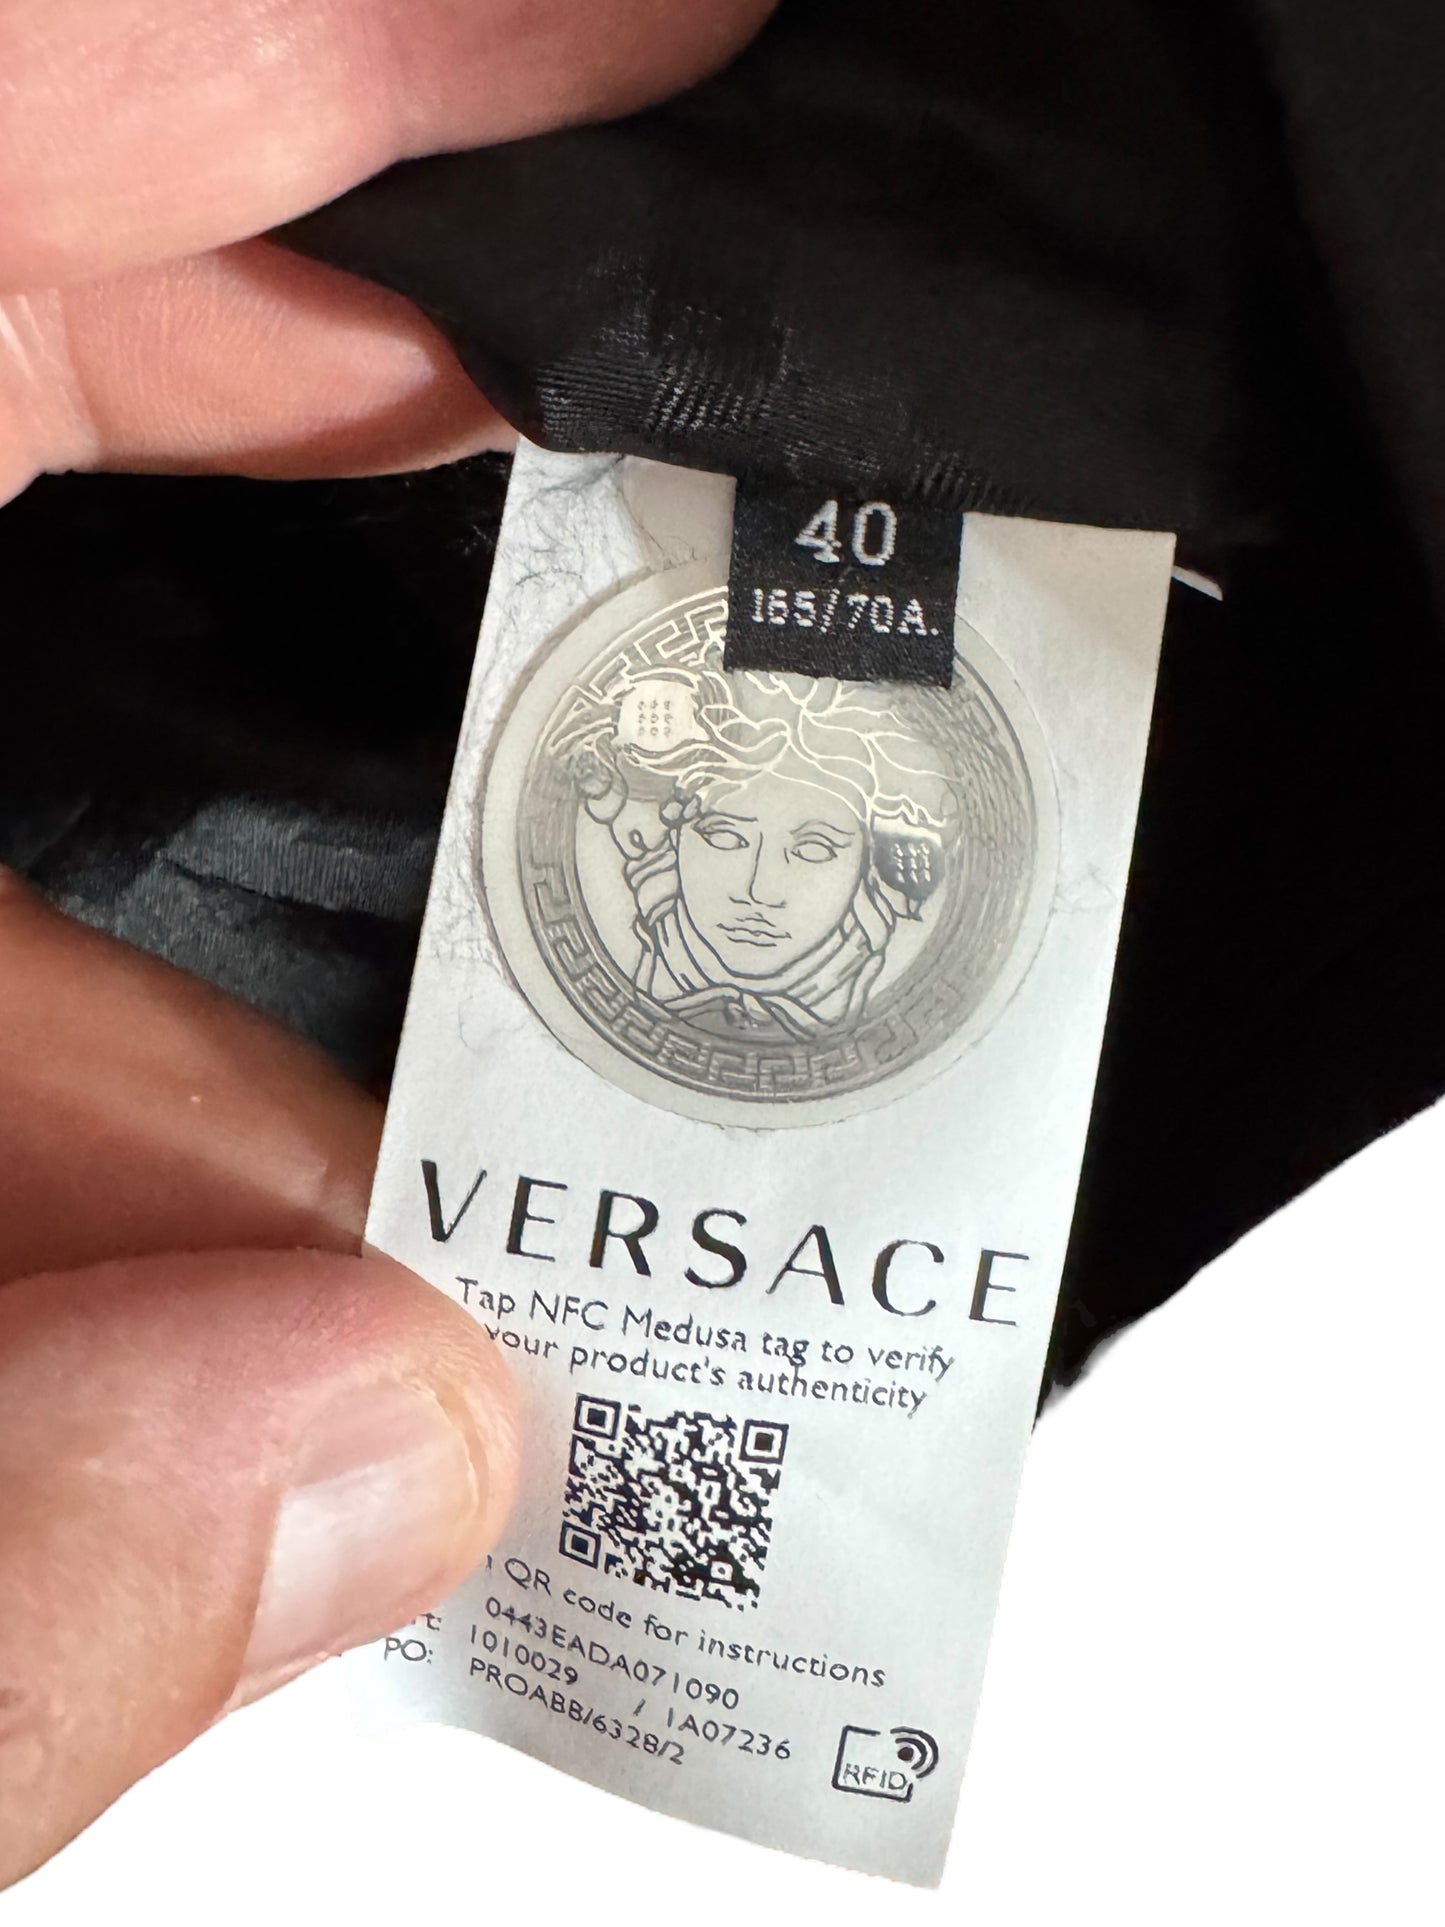 40
165/70A.
VERSACE
Tap NFC Medusa tag to verify
your product's authenticity
QR code for instructions
0443EADA071090
1010029 / 1A07236
PO: PROABB/6328/2
RFID